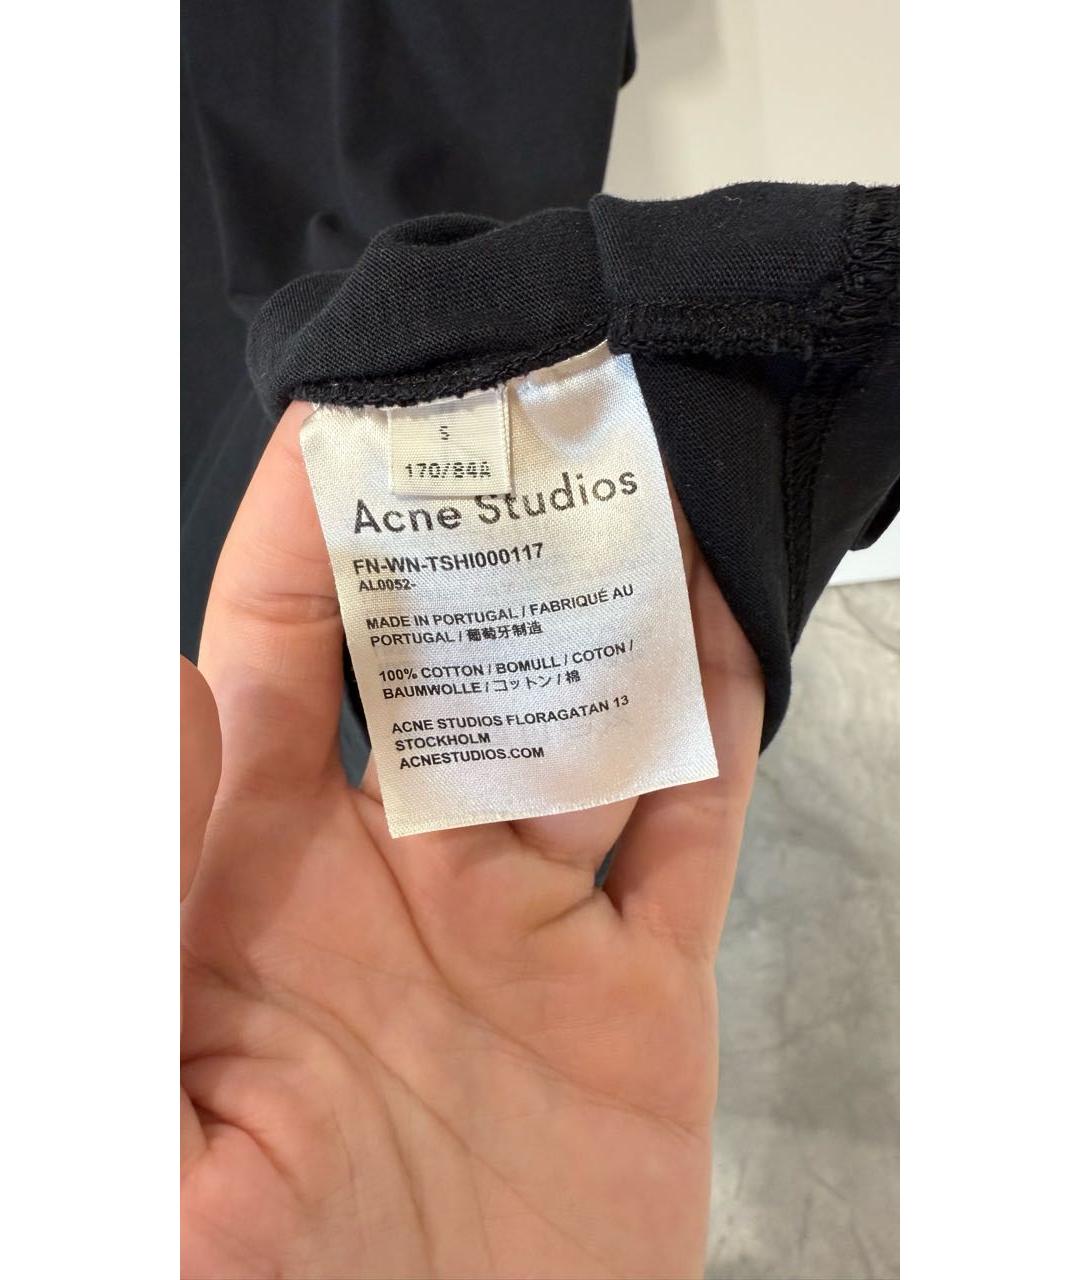 S
170/84A
Acne Studios
FN-WN-TSHI000117
AL0052-
MADE IN PORTUGAL / FABRIQUÉ AU
PORTUGAL / 葡萄牙制造
100% COTTON / BOMULL / COTON /
BAUMWOLLE / コットン / 棉
ACNE STUDIOS FLORAGATAN 13
STOCKHOLM
ACNESTUDIOS.COM